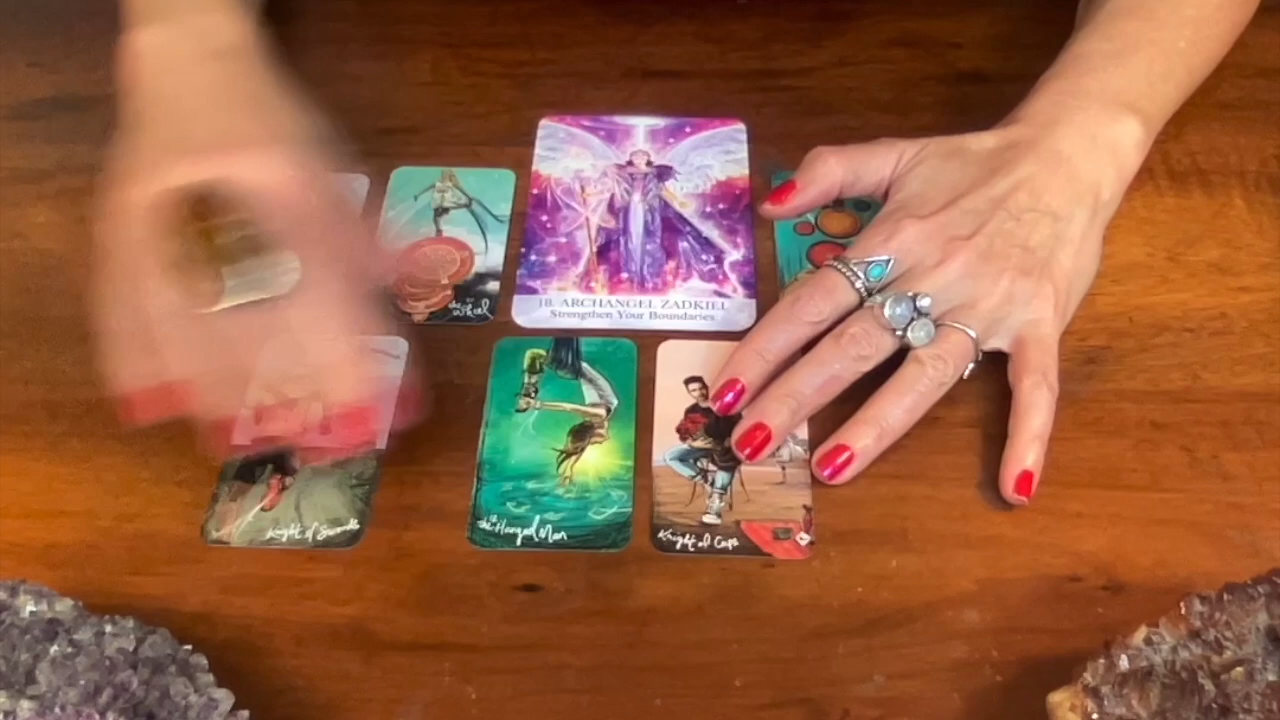 the Wheel
18. ARCHANGEL ZADKIEL
Strengthen Your Boundaries
Knight of Swords
the Hanged Man
Knight of Cups